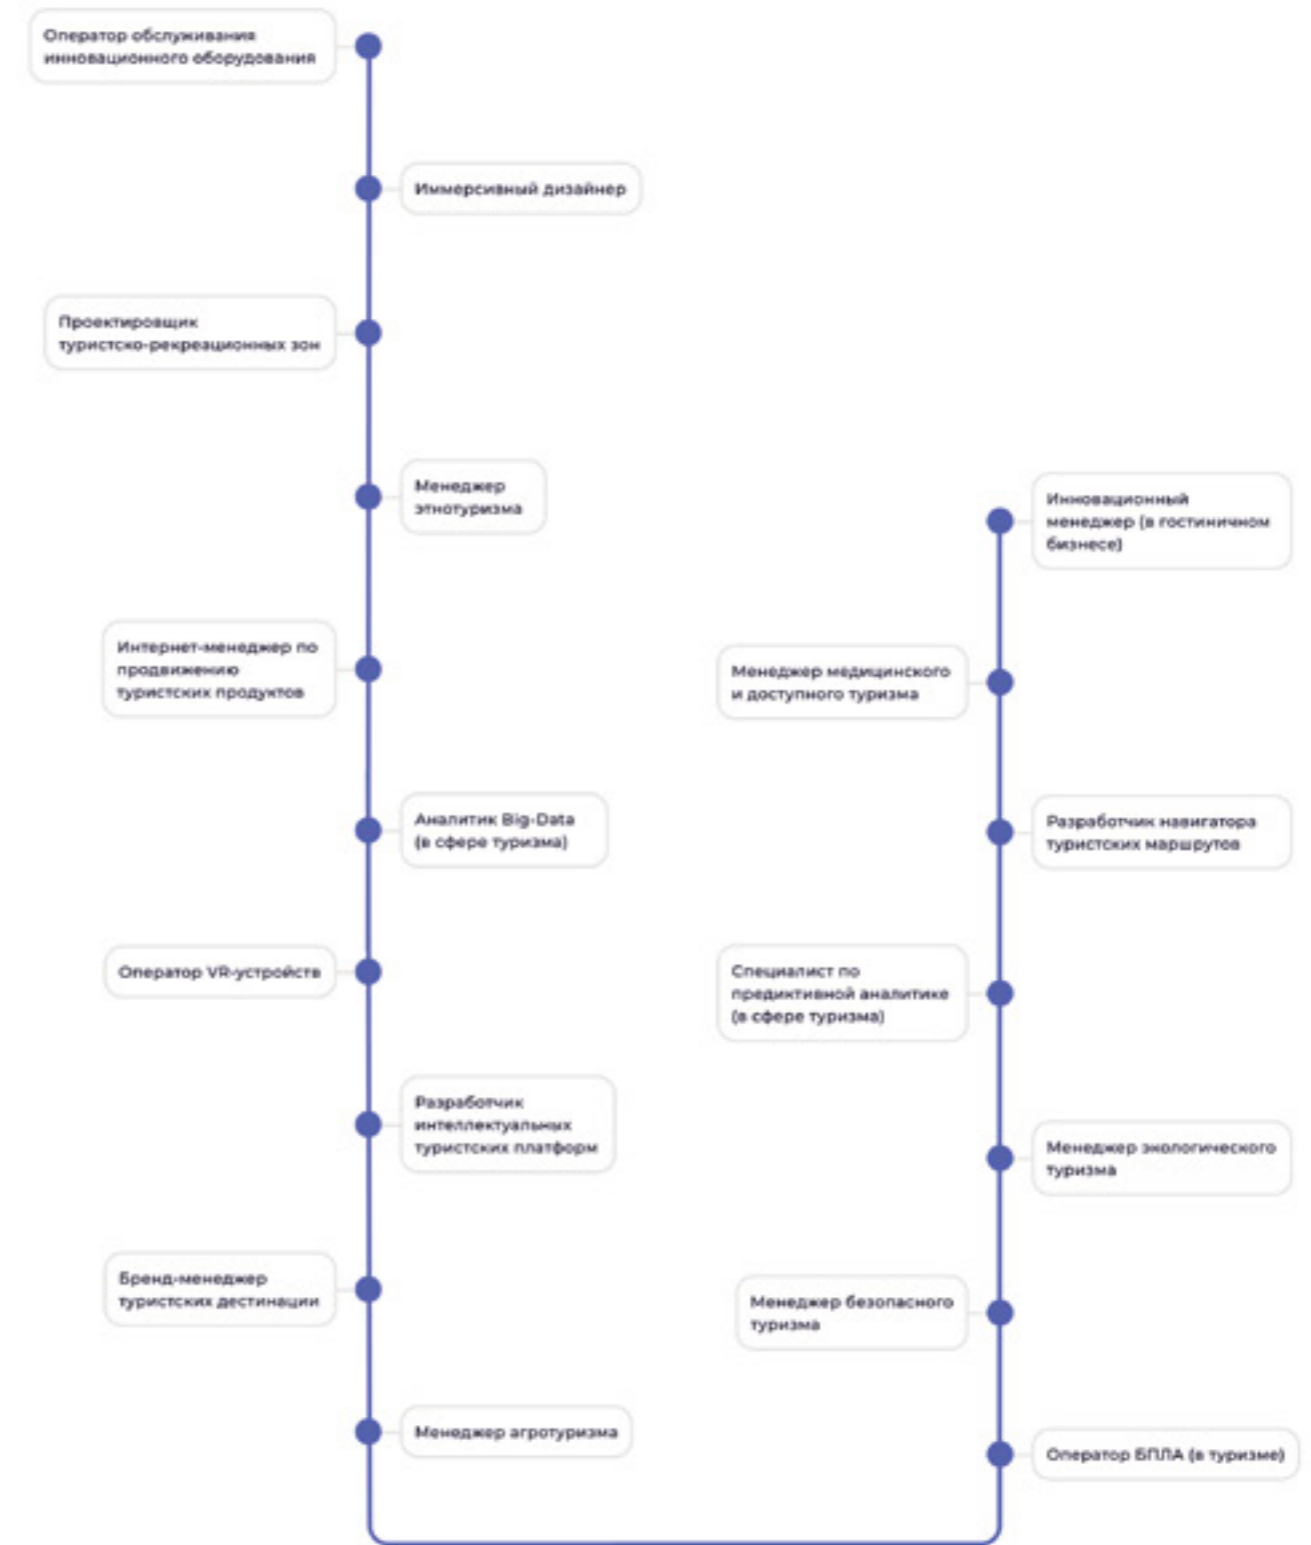 Оператор обслуживания
инновационного оборудования
Иммерсивный дизайнер
Проектировщик
туристско-рекреационных зон
Менеджер
этнотуризма
Интернет-менеджер по
продвижению
туристских продуктов
Аналитик Big-Data
(в сфере туризма)
Оператор VR-устройств
Разработчик
интеллектуальных
туристских платформ
Бренд-менеджер
туристских дестинации
Менеджер агротуризма
Инновационный
менеджер (в гостиничном
бизнесе)
Менеджер медицинского
и доступного туризма
Разработчик навигатора
туристских маршрутов
Специалист по
предиктивной аналитике
(в сфере туризма)
Менеджер экологического
туризма
Менеджер безопасного
туризма
Оператор БПЛА (в туризме)